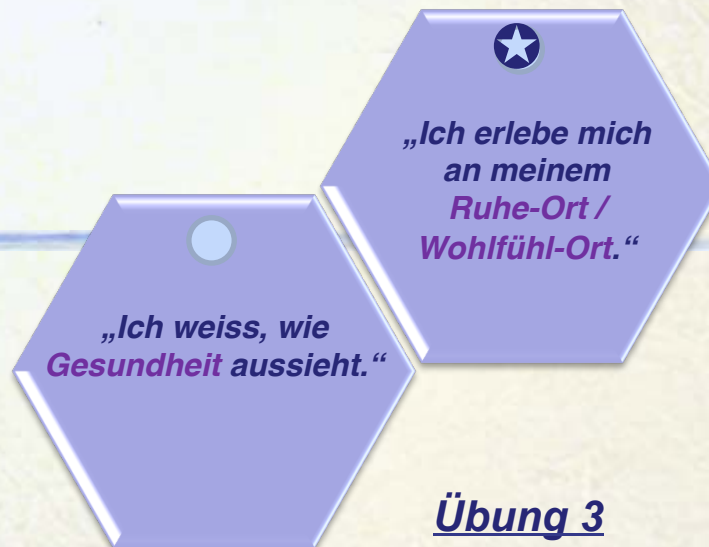 „Ich erlebe mich
an meinem
Ruhe-Ort /
Wohlfühl-Ort.“
„Ich weiss, wie
Gesundheit aussieht.“
Übung 3